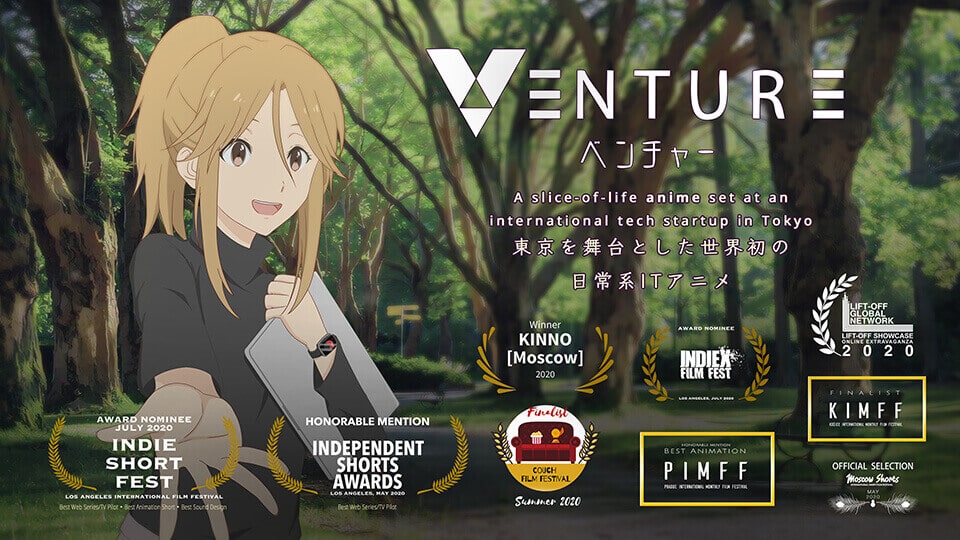 VENTURE
ベンチャー
A slice-of-life anime set at an
international tech startup in Tokyo
東京を舞台とした世界初の
日常系ITアニメ
LIFT-OFF
GLOBAL
NETWORK
LIFT-OFF SHOWCASE
ONLINE EXTRAVAGANZA
2020
Winner
KINNO
[Moscow]
2020
AWARD NOMINEE
INDIEX
FILM FEST
LOS ANGELES, JULY 2020
FINALIST
KIMFF
KOŠICE INTERNATIONAL MONTHLY FILM FESTIVAL
AWARD NOMINEE
JULY 2020
INDIE
SHORT
FEST
LOS ANGELES INTERNATIONAL FILM FESTIVAL
Best Web Series/TV Pilot • Best Animation Short • Best Sound Design
HONORABLE MENTION
INDEPENDENT
SHORTS
AWARDS
LOS ANGELES, MAY 2020
Best Web Series/TV Pilot
Finalist
COUCH
FILM FESTIVAL
Summer 2020
HONORABLE MENTION
BEST ANIMATION
PIMFF
PRAGUE INTERNATIONAL MONTHLY FILM FESTIVAL
OFFICIAL SELECTION
Moscow Shorts
MAY
2020